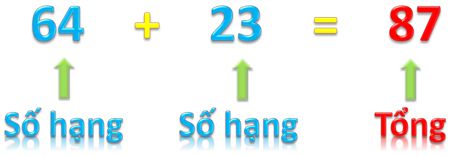 64 + 23 = 87
Số hạng Số hạng Tổng